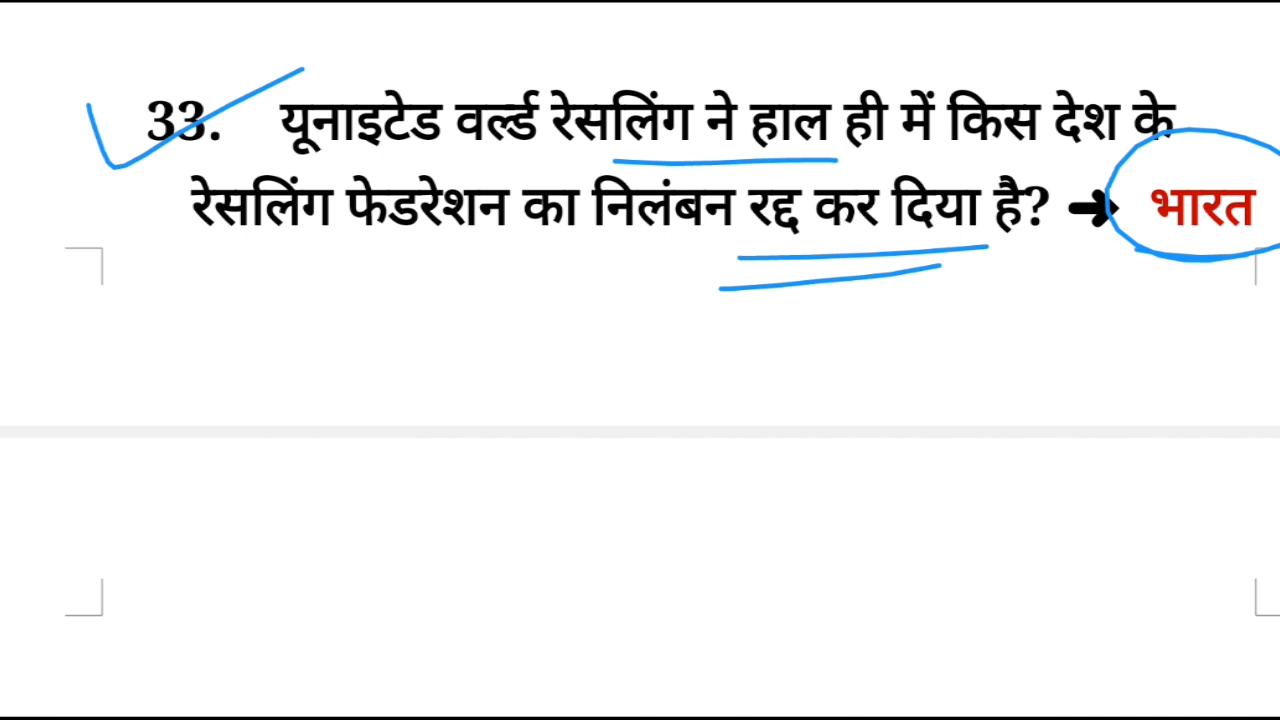 33. यूनाइटेड वर्ल्ड रेसलिंग ने हाल ही में किस देश के
रेसलिंग फेडरेशन का निलंबन रद्द कर दिया है? ➜ भारत